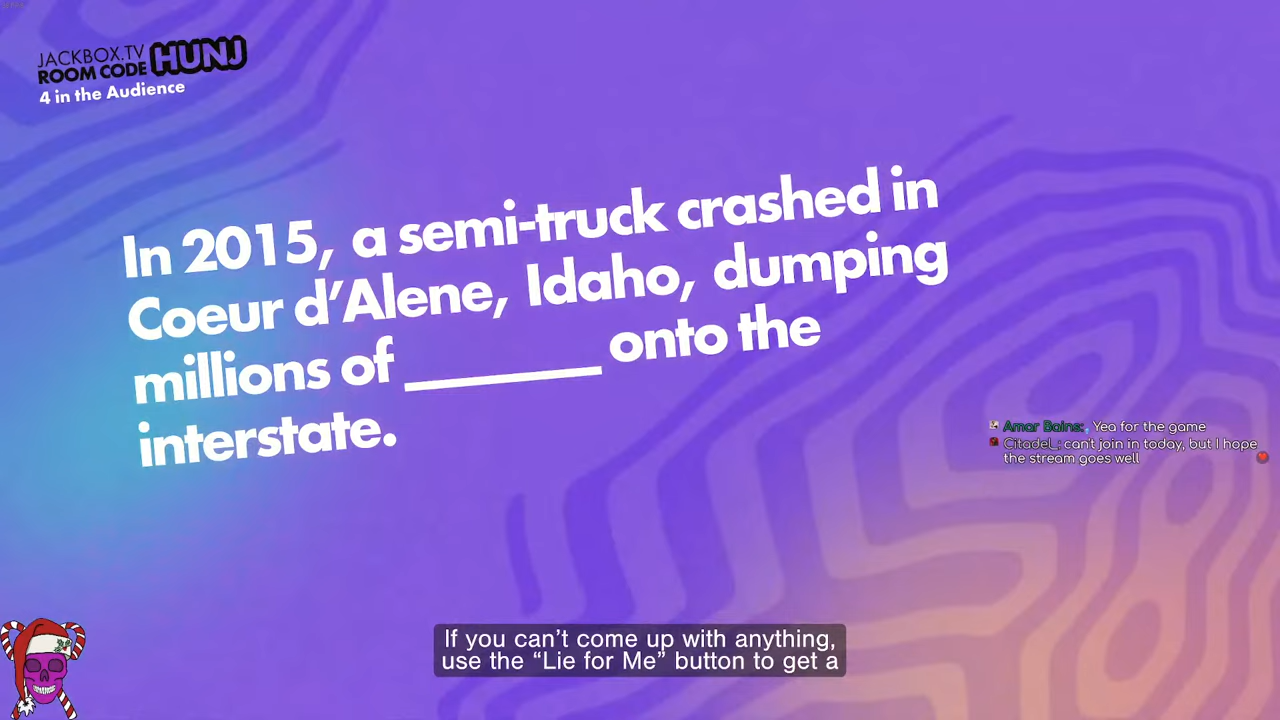 JACKBOX.TV
ROOM CODE HUNJ
4 in the Audience
In 2015, a semi-truck crashed in
Coeur d’Alene, Idaho, dumping
millions of ______ onto the
interstate.
Amar Bains: Yea for the game
Citadel_: can't join in today, but I hope
the stream goes well
If you can’t come up with anything,
use the “Lie for Me” button to get a